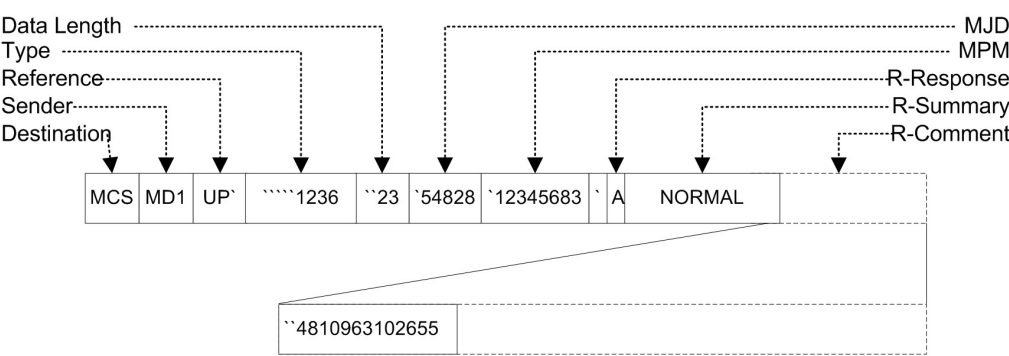 Data Length MJD
Type MPM
Reference R-Response
Sender R-Summary
Destination R-Comment
MCS MD1 UP` `````1236 ``23 `54828 `12345683 ` A NORMAL
``4810963102655